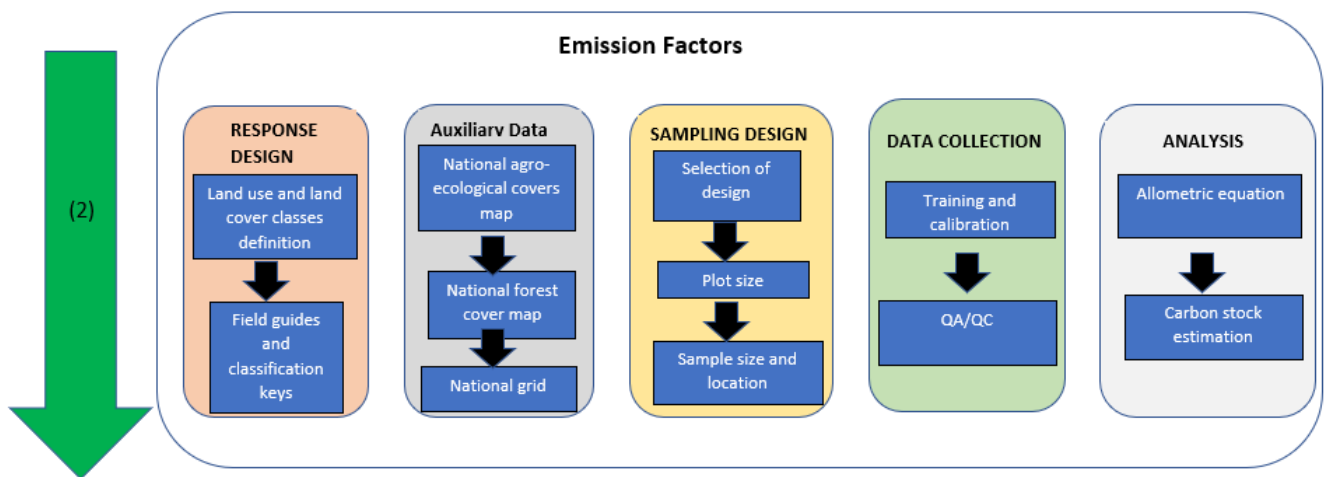 Emission Factors
(2)
RESPONSE
DESIGN
Land use and land
cover classes
definition
Field guides
and
classification
keys
Auxiliary Data
National agro-
ecological covers
map
National forest
cover map
National grid
SAMPLING DESIGN
Selection of
design
Plot size
Sample size and
location
DATA COLLECTION
Training and
calibration
QA/QC
ANALYSIS
Allometric equation
Carbon stock
estimation